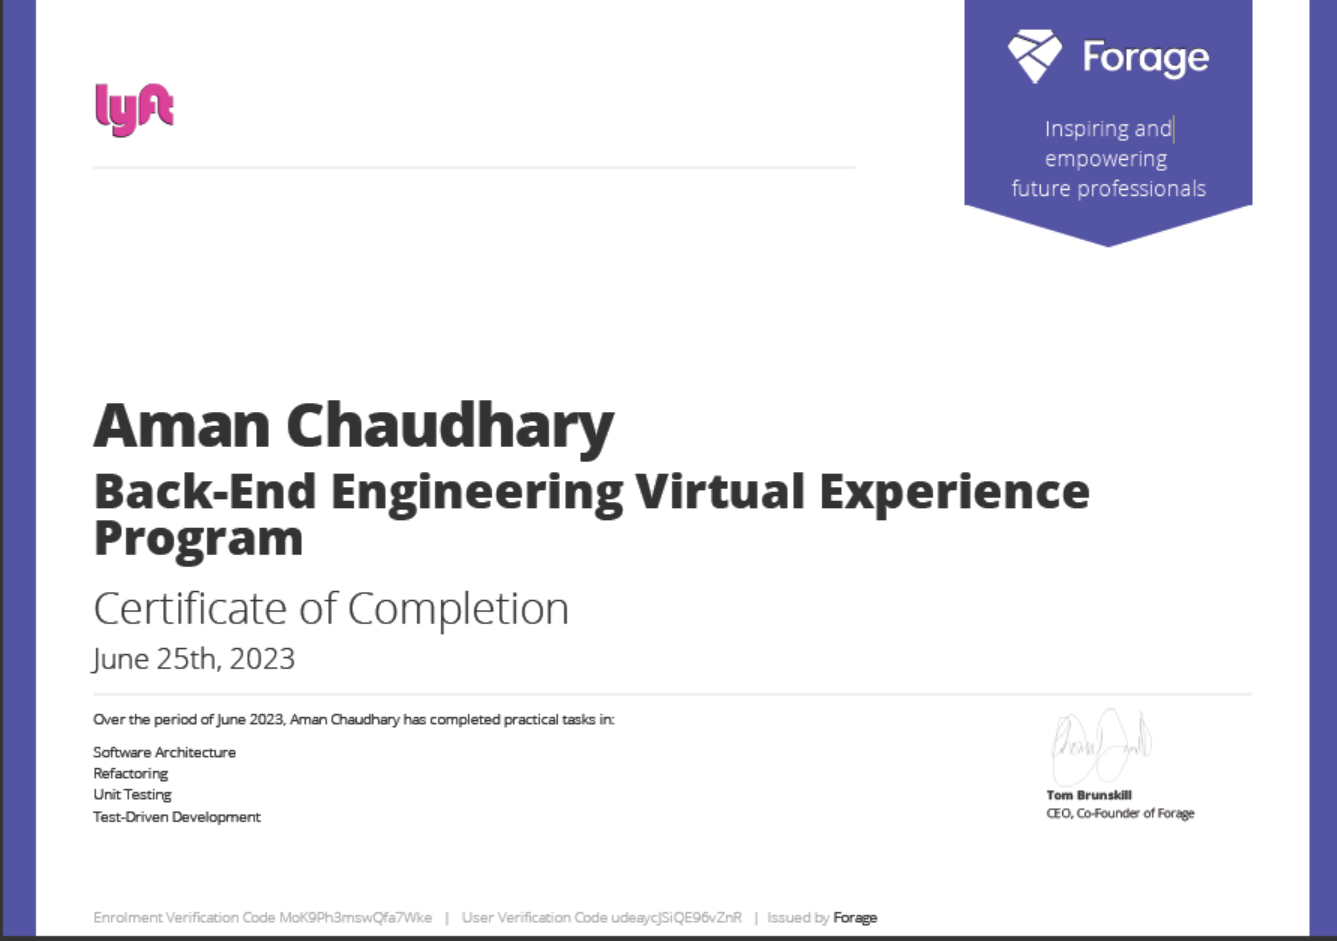 lyft
Forage
Inspiring and
empowering
future professionals
Aman Chaudhary
Back-End Engineering Virtual Experience
Program
Certificate of Completion
June 25th, 2023
Over the period of June 2023, Aman Chaudhary has completed practical tasks in:
Software Architecture
Refactoring
Unit Testing
Test-Driven Development
Tom Brunskill
CEO, Co-Founder of Forage
Enrolment Verification Code MoK9Ph3mswQfa7Wke | User Verification Code udeaycJSiQE96vZnR | Issued by Forage